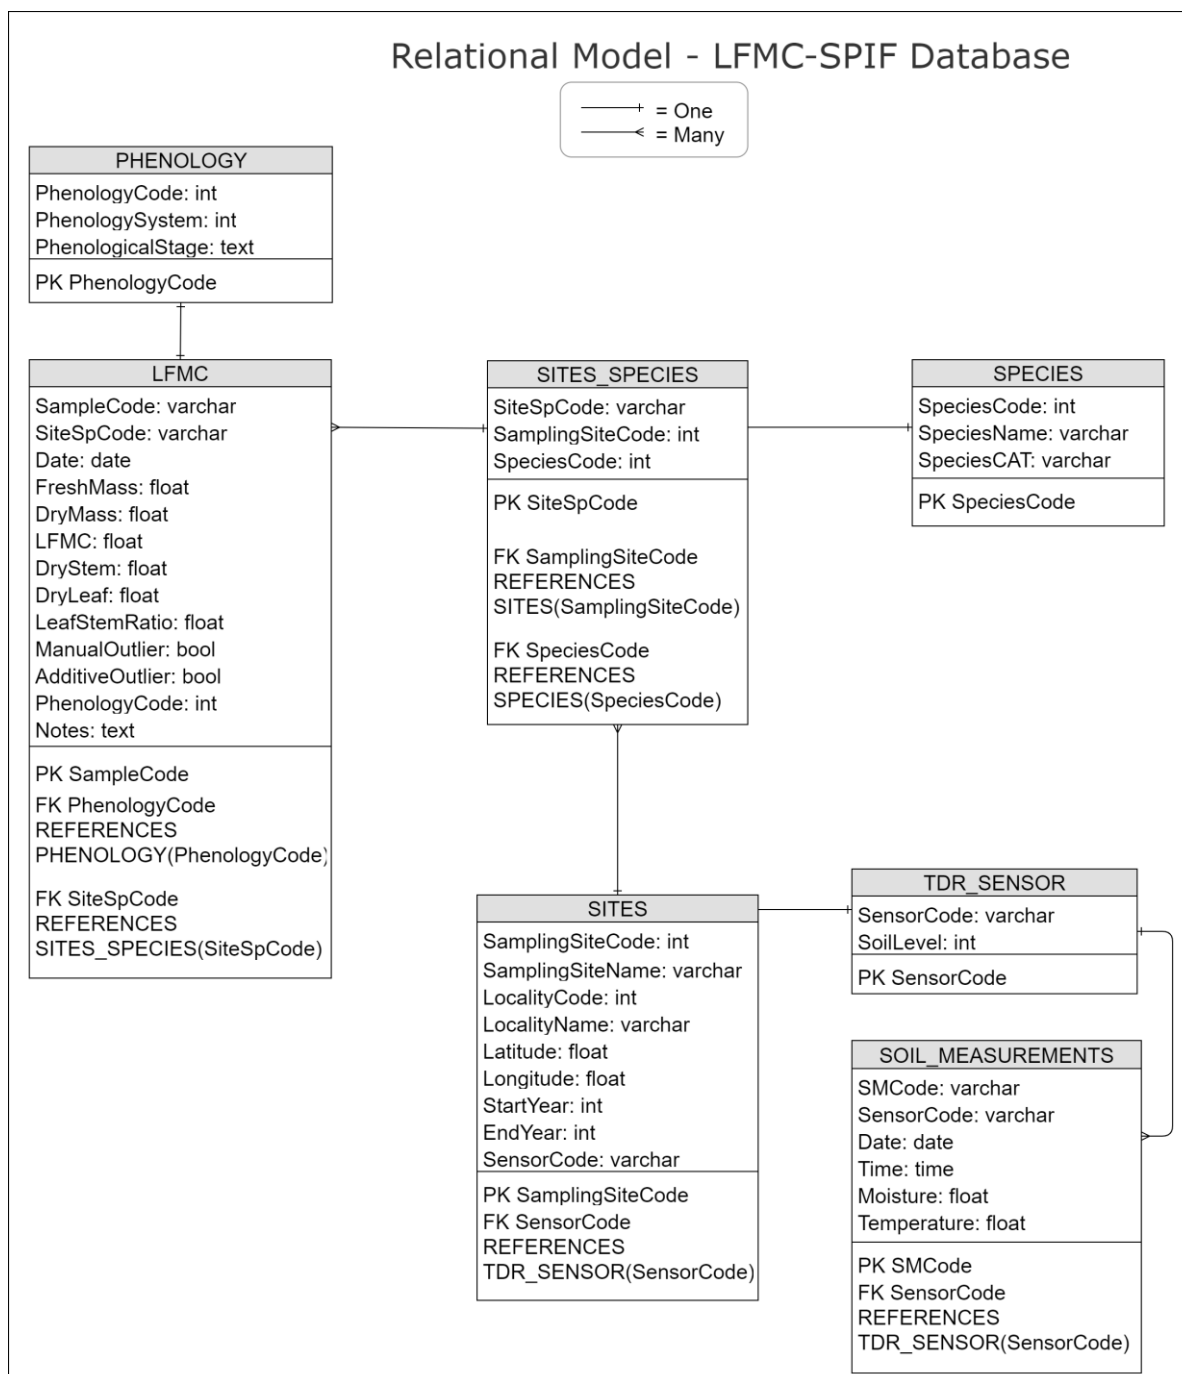 Relational Model - LFMC-SPIF Database
= One
= Many
PHENOLOGY
PhenologyCode: int
PhenologySystem: int
PhenologicalStage: text
PK PhenologyCode
LFMC
SampleCode: varchar
SiteSpCode: varchar
Date: date
FreshMass: float
DryMass: float
LFMC: float
DryStem: float
DryLeaf: float
LeafStemRatio: float
ManualOutlier: bool
AdditiveOutlier: bool
PhenologyCode: int
Notes: text
PK SampleCode
FK PhenologyCode
REFERENCES
PHENOLOGY(PhenologyCode)
FK SiteSpCode
REFERENCES
SITES_SPECIES(SiteSpCode)
SITES_SPECIES
SiteSpCode: varchar
SamplingSiteCode: int
SpeciesCode: int
PK SiteSpCode
FK SamplingSiteCode
REFERENCES
SITES(SamplingSiteCode)
FK SpeciesCode
REFERENCES
SPECIES(SpeciesCode)
SPECIES
SpeciesCode: int
SpeciesName: varchar
SpeciesCAT: varchar
PK SpeciesCode
SITES
SamplingSiteCode: int
SamplingSiteName: varchar
LocalityCode: int
LocalityName: varchar
Latitude: float
Longitude: float
StartYear: int
EndYear: int
SensorCode: varchar
PK SamplingSiteCode
FK SensorCode
REFERENCES
TDR_SENSOR(SensorCode)
TDR_SENSOR
SensorCode: varchar
SoilLevel: int
PK SensorCode
SOIL_MEASUREMENTS
SMCode: varchar
SensorCode: varchar
Date: date
Time: time
Moisture: float
Temperature: float
PK SMCode
FK SensorCode
REFERENCES
TDR_SENSOR(SensorCode)